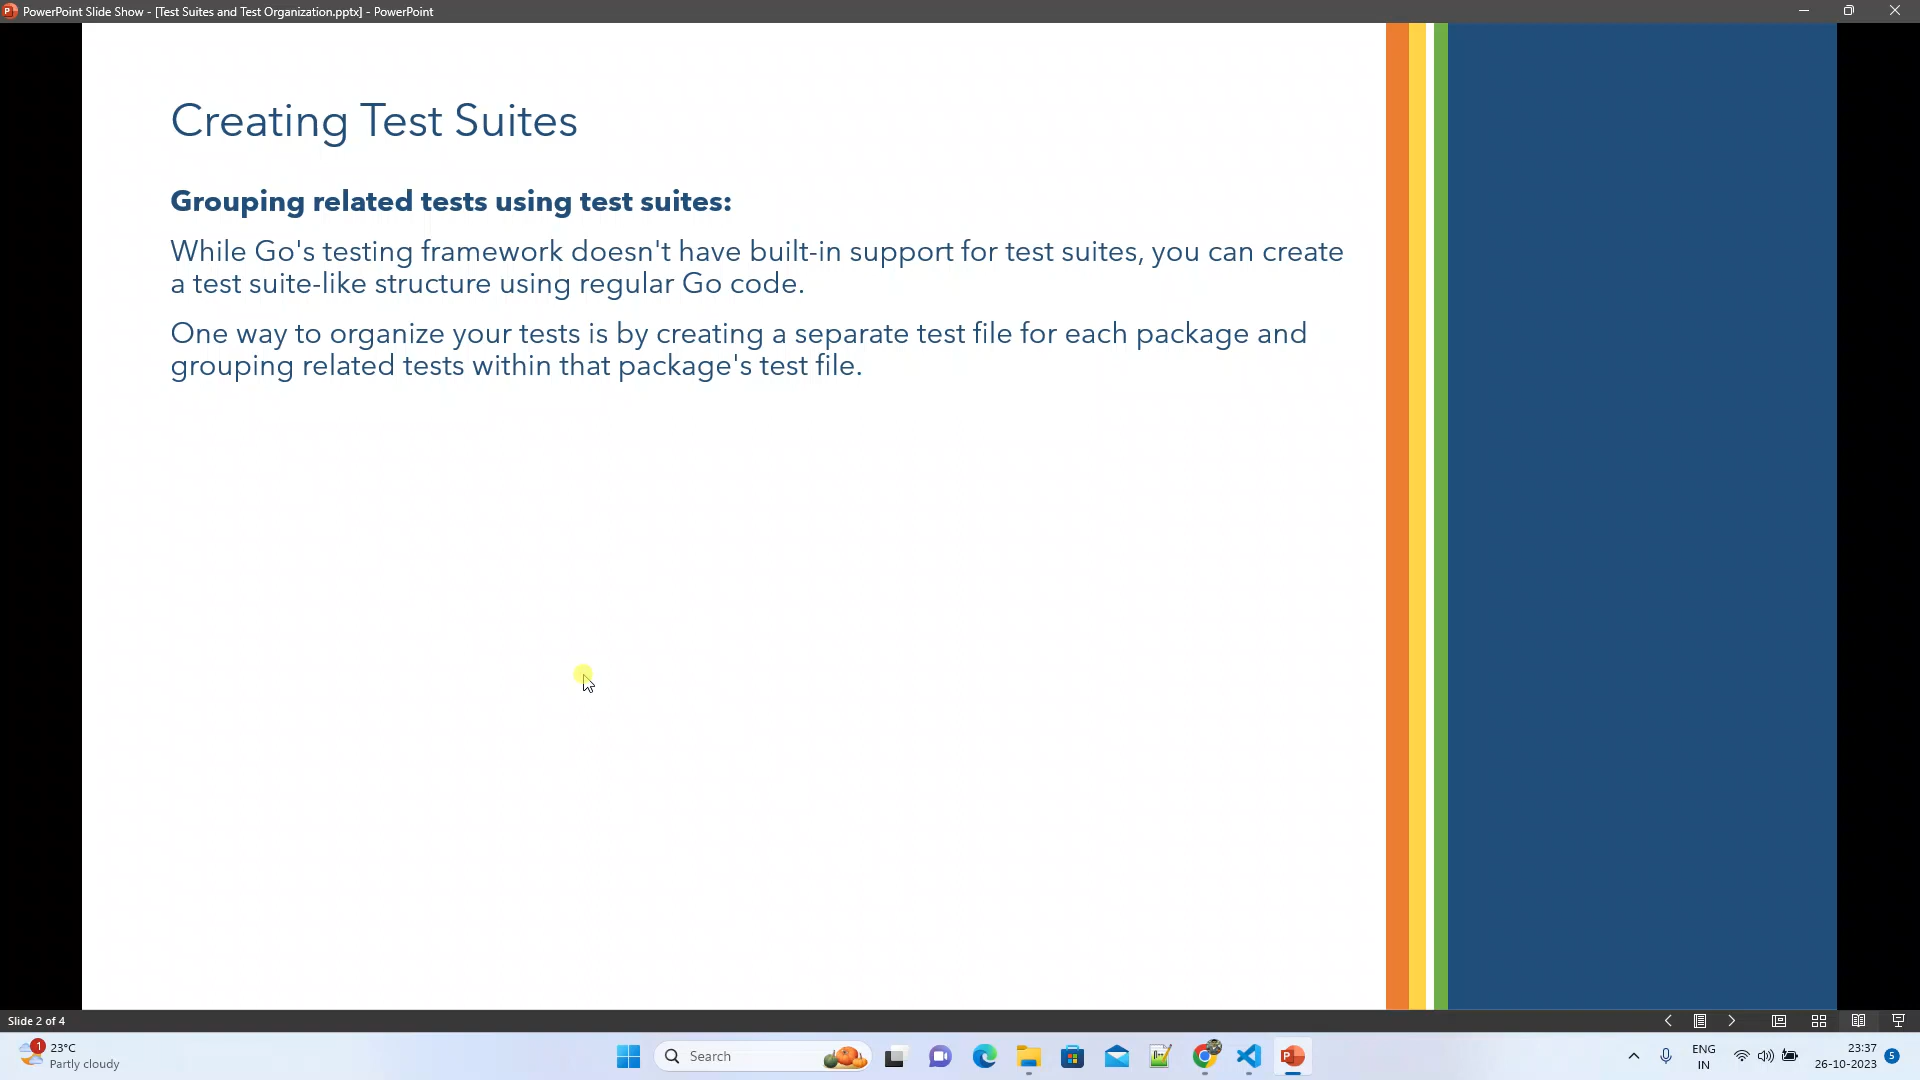 PowerPoint Slide Show - [Test Suites and Test Organization.pptx] - PowerPoint
Creating Test Suites
Grouping related tests using test suites:
While Go's testing framework doesn't have built-in support for test suites, you can create
a test suite-like structure using regular Go code.
One way to organize your tests is by creating a separate test file for each package and
grouping related tests within that package's test file.
Slide 2 of 4
1
23°C
Partly cloudy
Search
ENG
IN
23:37
26-10-2023
5